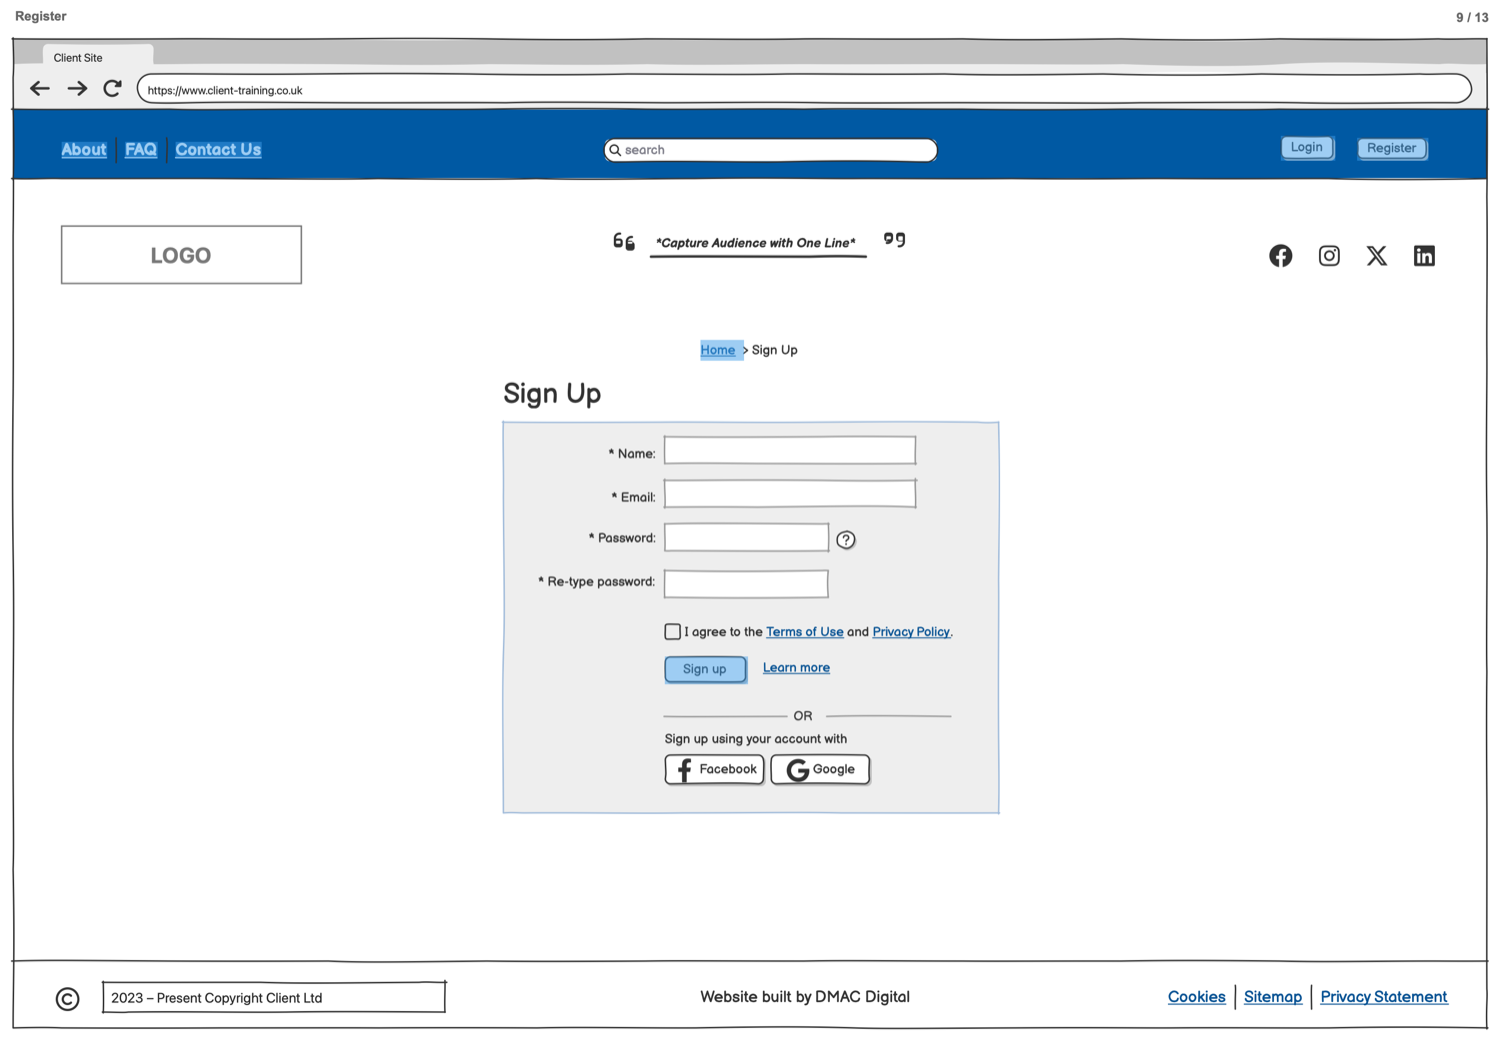 Register
9 / 13
Client Site
https://www.client-training.co.uk
About
FAQ
Contact Us
search
Login
Register
LOGO
*Capture Audience with One Line*
Home > Sign Up
Sign Up
* Name:
* Email:
* Password:
?
* Re-type password:
I agree to the Terms of Use and Privacy Policy.
Sign up
Learn more
OR
Sign up using your account with
Facebook
Google
© 2023 – Present Copyright Client Ltd
Website built by DMAC Digital
Cookies
Sitemap
Privacy Statement